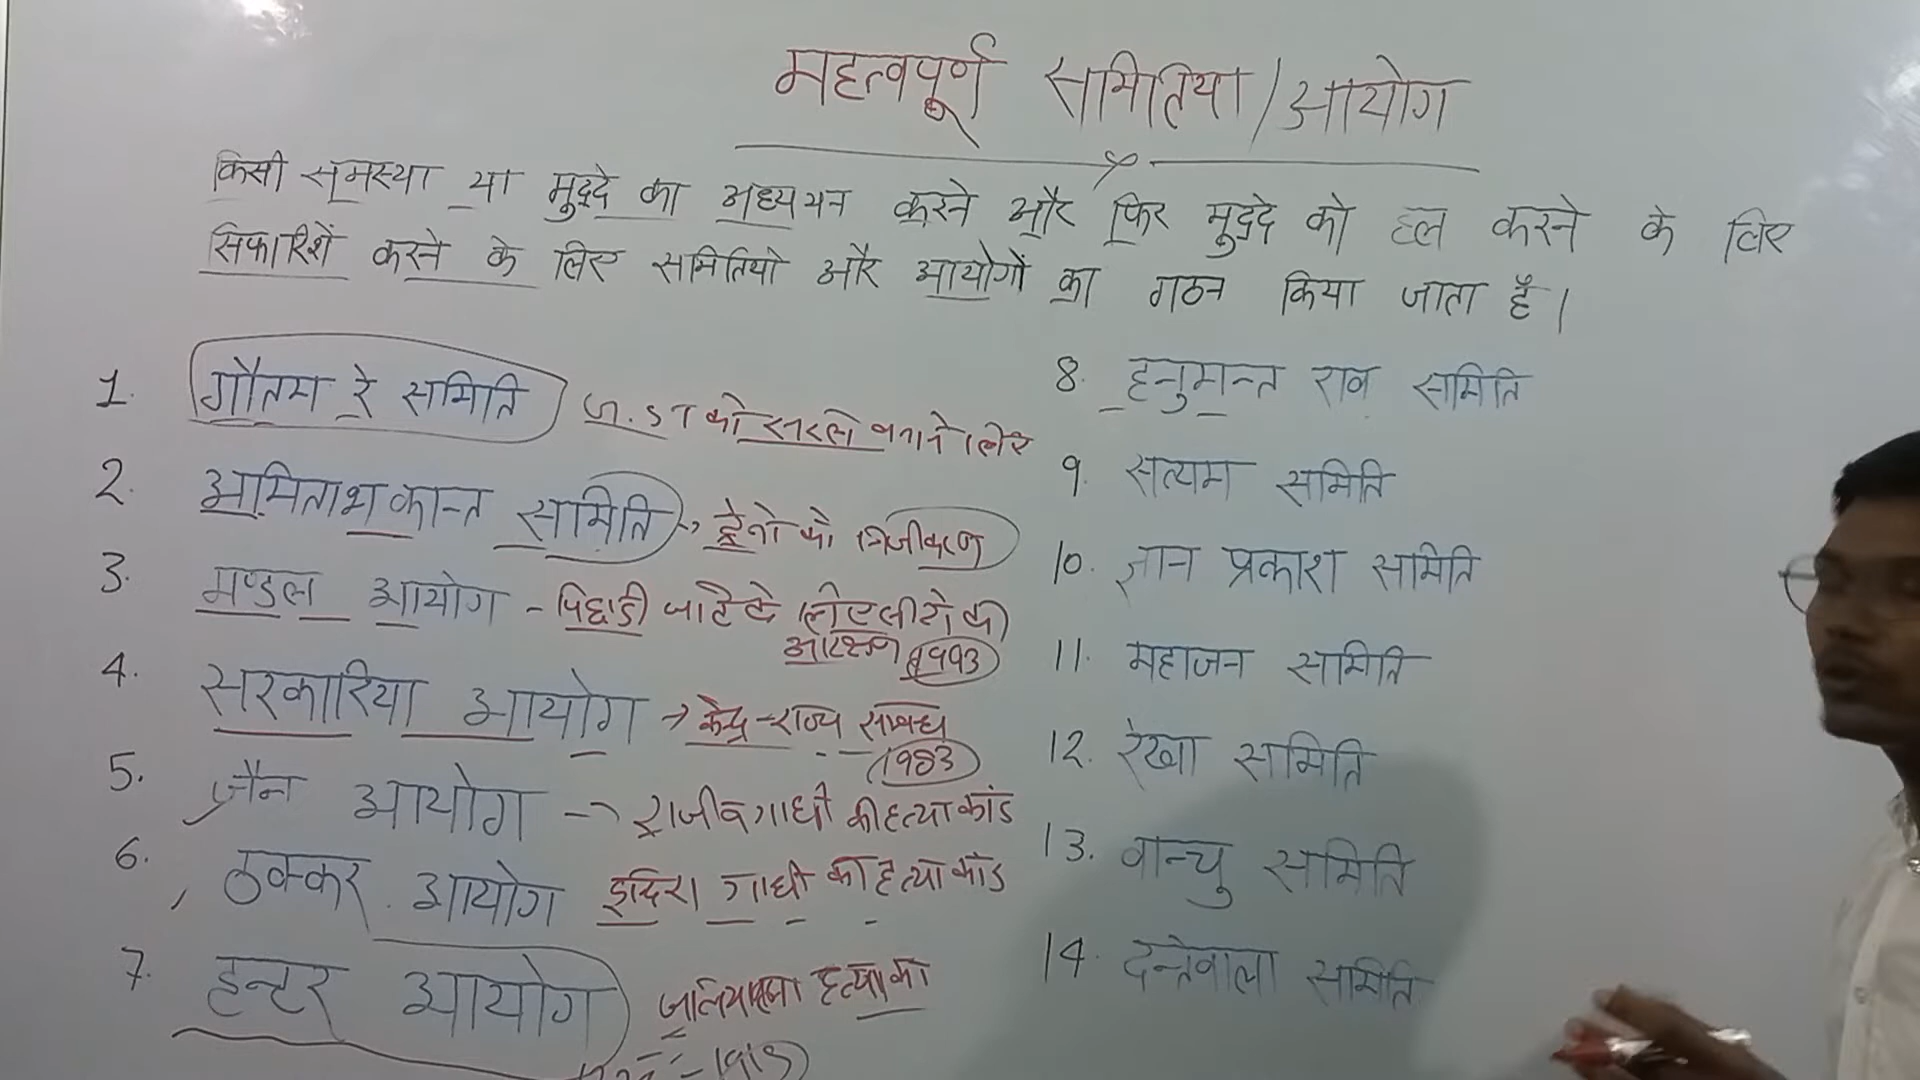 महत्वपूर्ण समितिया/आयोग
किसी समस्या या मुद्दे का अध्ययन करने और फिर मुद्दे को हल करने के लिए
सिफारिशें करने के लिए समितियो और आयोगों का गठन किया जाता हैं।
1. गौतम रे समिति
को सरल बनाने लिए
2. अमिताभ कान्त समिति → ट्रेनो को निजीकरण
3. मण्डल आयोग - पिछाडी
आरक्षण 1993
4. सरकारिया आयोग → केन्द्र-राज्य सम्बन्ध
1983
5. जैन आयोग → राजीव गाधी की हत्याकांड
6. ठक्कर आयोग इन्दिरा गाधी का हत्याकांड
7. हन्टर आयोग
8. हनुमन्त राव समिति
9. सत्यम समिति
10. ज्ञान प्रकाश समिति
11. महाजन समिति
12. रेखा समिति
13. वान्चु समिति
14. दन्तेवाला समिति